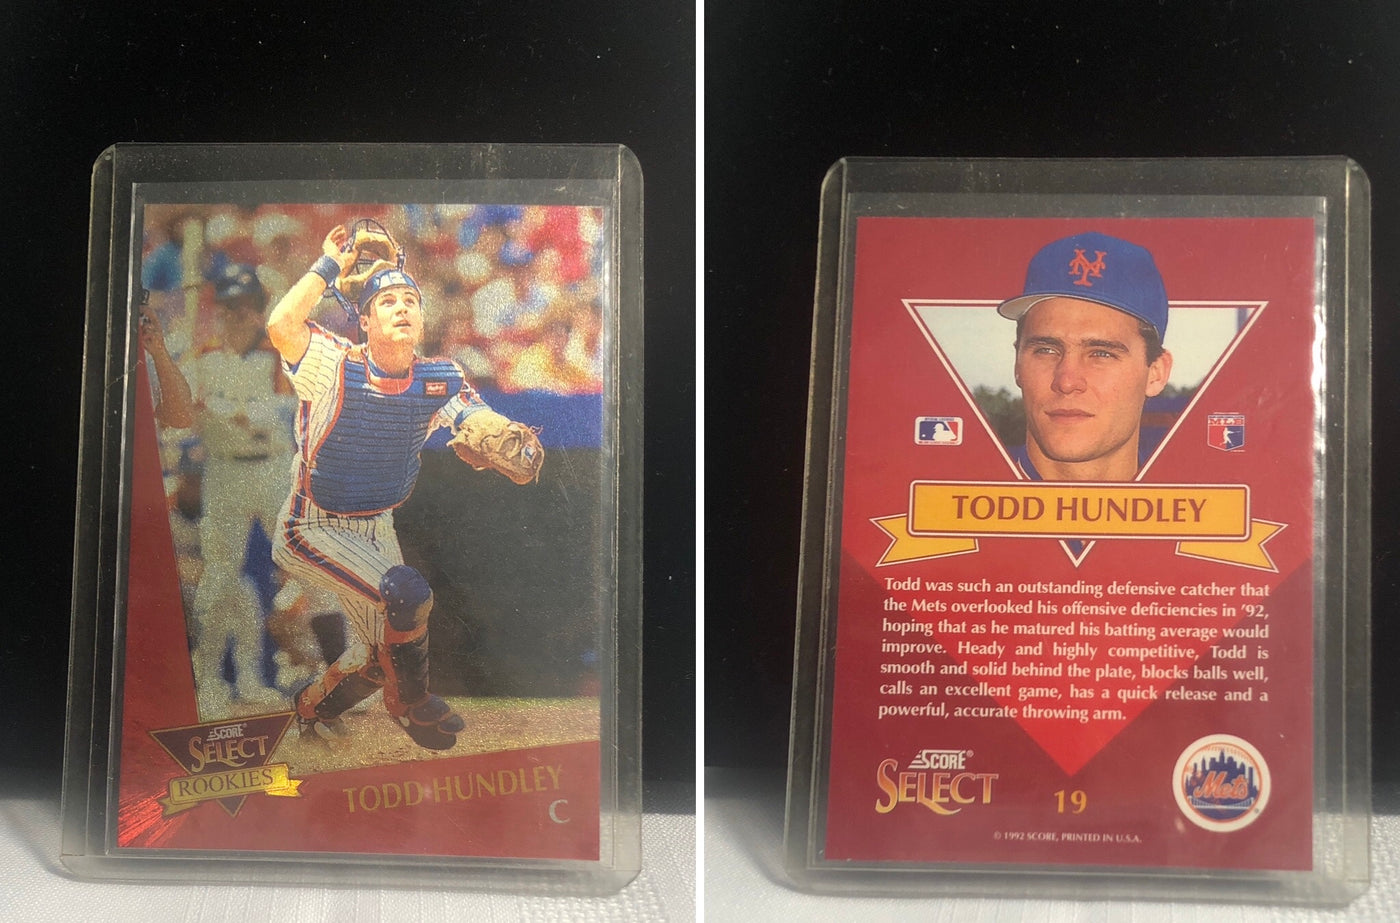 SCORE®
SELECT
ROOKIES
TODD HUNDLEY
C
NY
TODD HUNDLEY
Todd was such an outstanding defensive catcher that
the Mets overlooked his offensive deficiencies in '92,
hoping that as he matured his batting average would
improve. Heady and highly competitive, Todd is
smooth and solid behind the plate, blocks balls well,
calls an excellent game, has a quick release and a
powerful, accurate throwing arm.
SCORE®
SELECT
19
Mets
© 1992 SCORE, PRINTED IN U.S.A.